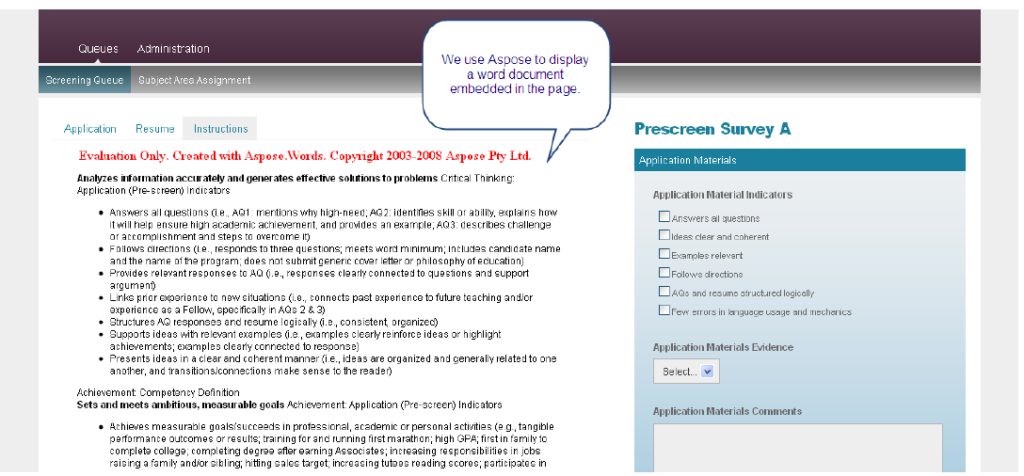 Queues Administration
We use Aspose to display
a word document
embedded in the page.
Screening Queue Subject Area Assignment
Application Resume Instructions
Evaluation Only. Created with Aspose.Words. Copyright 2003-2008 Aspose Pty Ltd.
Analyzes information accurately and generates effective solutions to problems Critical Thinking:
Application (Pre-screen) Indicators
• Answers all questions (i.e., AQ1: mentions why high-need; AQ2: identifies skill or ability, explains how
it will help ensure high academic achievement, and provides an example; AQ3: describes challenge
or accomplishment and steps to overcome it)
• Follows directions (i.e., responds to three questions; meets word minimum; includes candidate name
and the name of the program; does not submit generic cover letter or philosophy of education)
• Provides relevant responses to AQ (i.e., responses clearly connected to questions and support
argument)
• Links prior experience to new situations (i.e., connects past experience to future teaching and/or
experience as a Fellow, specifically in AQs 2 & 3)
• Structures AQ responses and resume logically (i.e., consistent, organized)
• Supports ideas with relevant examples (i.e., examples clearly reinforce ideas or highlight
achievements; examples clearly connected to response)
• Presents ideas in a clear and coherent manner (i.e., ideas are organized and generally related to one
another, and transitions/connections make sense to the reader)
Achievement: Competency Definition
Sets and meets ambitious, measurable goals Achievement: Application (Pre-screen) Indicators
• Achieves measurable goals/succeeds in professional, academic or personal activities (e.g., tangible
performance outcomes or results; training for and running first marathon; high GPA; first in family to
complete college; completing degree after earning Associates; increasing responsibilities in jobs
raising a family and/or sibling; hitting sales target; increasing tutees reading scores; participates in
Prescreen Survey A
Application Materials
Application Material Indicators
Answers all questions
Ideas clear and coherent
Examples relevant
Follows directions
AQs and resume structured logically
Few errors in language usage and mechanics
Application Materials Evidence
Select...
Application Materials Comments